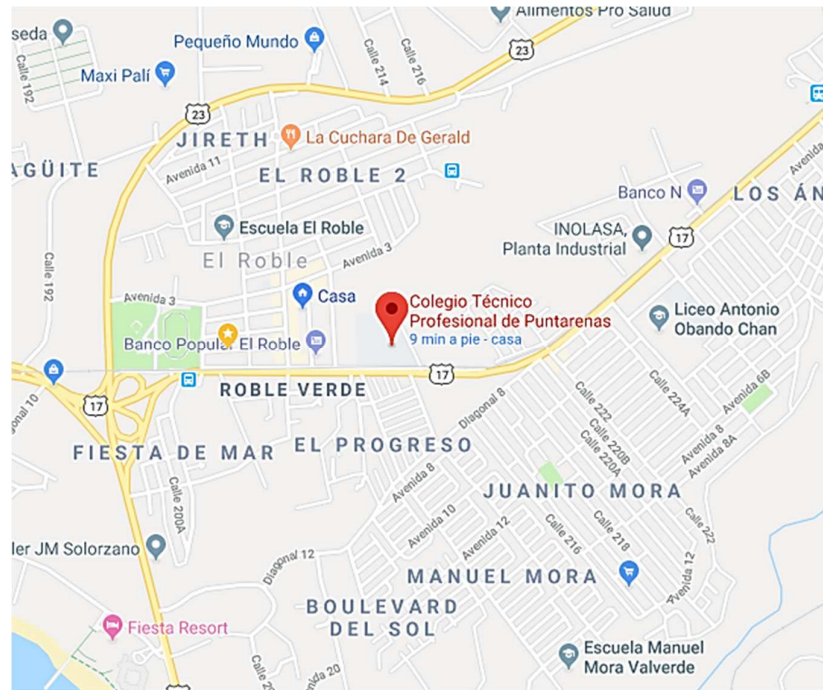 Alimentos Pro Salud
seda
Pequeño Mundo
23
Calle 192
Calle 214
Calle 216
Maxi Palí
23
JIRETH
La Cuchara De Gerald
AGÜITE
Avenida 11
EL ROBLE 2
Banco N
LOS ÁN
Avenida
Escuela El Roble
INOLASA,
Planta Industrial
17
Avenida 3
El Roble
Calle 192
Avenida 3
Casa
Colegio Técnico
Profesional de Puntarenas
9 min a pie - casa
Liceo Antonio
Obando Chan
Banco Popular El Roble
17
ROBLE VERDE
Calle 222
Calle 224A
Avenida 6B
17
Diagonal 8
onal 10
FIESTA DE MAR
EL PROGRESO
Calle 220B
Calle 220A
Avenida 8
Avenida 8A
Avenida 8
Calle 200A
JUANITO MORA
Avenida 10
Avenida 12
Calle 216
Calle 218
Calle 222
ler JM Solorzano
Diagonal 12
MANUEL MORA
Avenida 12
BOULEVARD
DEL SOL
Fiesta Resort
Escuela Manuel
Mora Valverde
enida 20